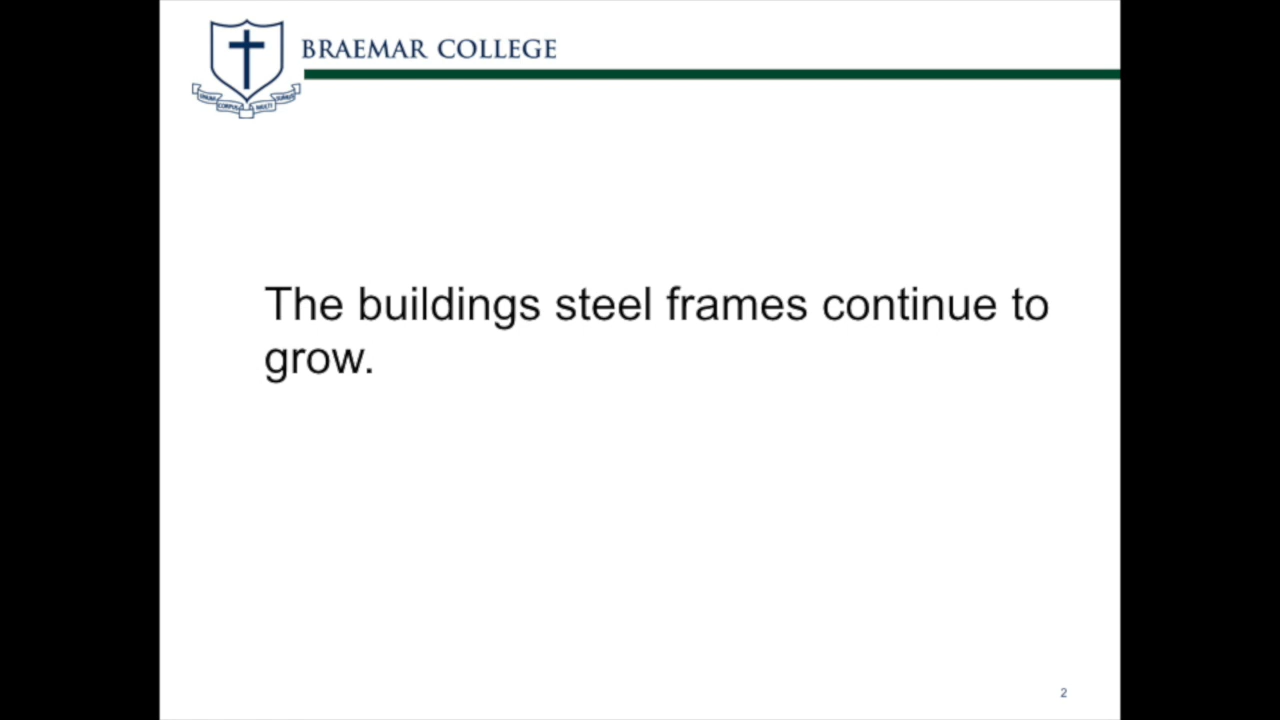 BRAEMAR COLLEGE
The buildings steel frames continue to
grow.
2